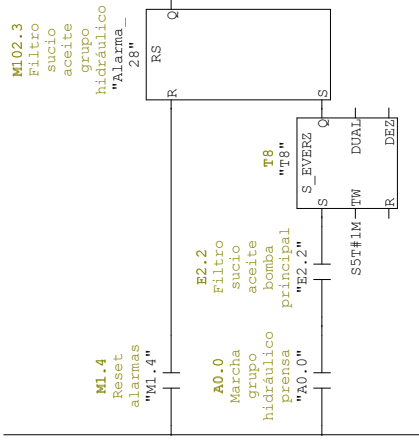 M102.3
Filtro
sucio
aceite
grupo
hidráulico
"Alarma_
28"
RS
M1.4
Reset
alarmas
"M1.4"
R
Q
T8
"T8"
S_EVERZ
A0.0
Marcha
grupo
hidráulico
prensa
"A0.0"
E2.2
Filtro
sucio
aceite
bomba
principal
"E2.2"
S
Q
S
S5T#1M
TW
DUAL
R
DEZ